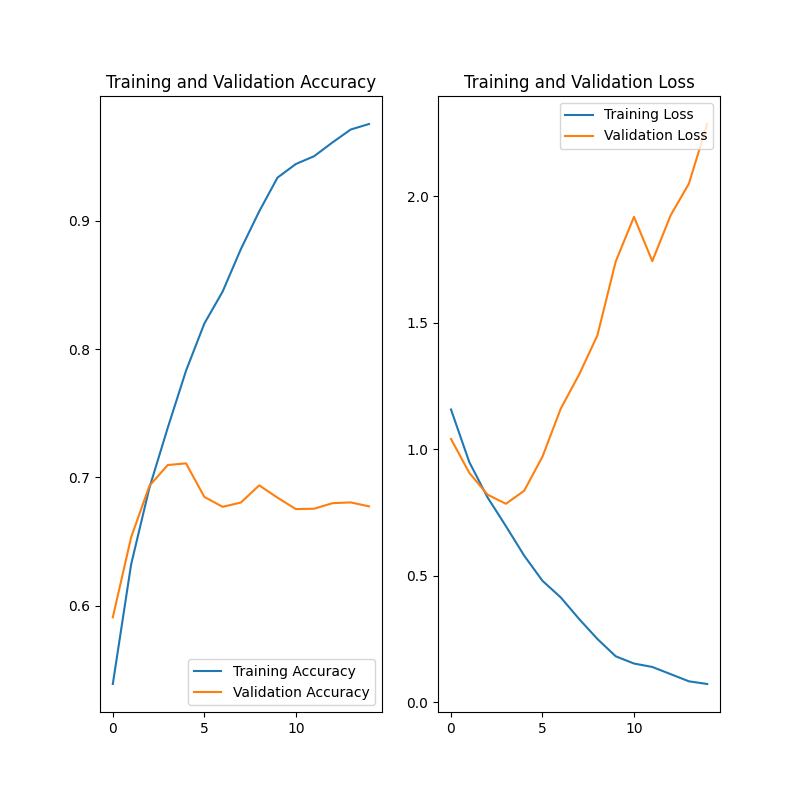 Training and Validation Accuracy
0.9
0.8
0.7
0.6
0
5
10
Training Accuracy
Validation Accuracy
Training and Validation Loss
2.0
1.5
1.0
0.5
0.0
0
5
10
Training Loss
Validation Loss